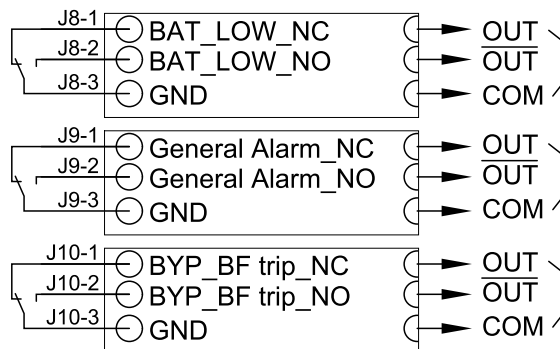 J8-1 BAT_LOW_NC OUT
J8-2 BAT_LOW_NO OUT
J8-3 GND COM
J9-1 General Alarm_NC OUT
J9-2 General Alarm_NO OUT
J9-3 GND COM
J10-1 BYP_BF trip_NC OUT
J10-2 BYP_BF trip_NO OUT
J10-3 GND COM